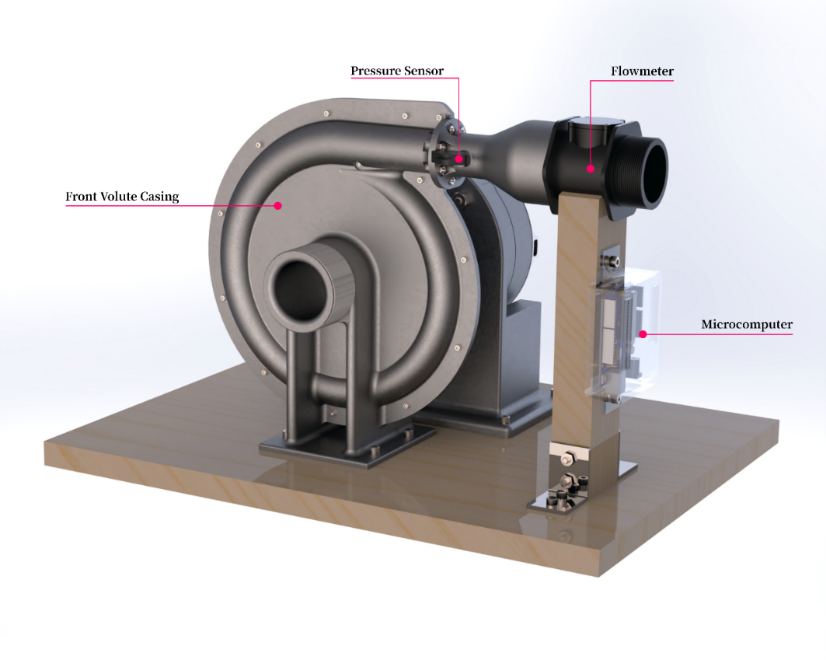 Pressure Sensor
Flowmeter
Front Volute Casing
Microcomputer